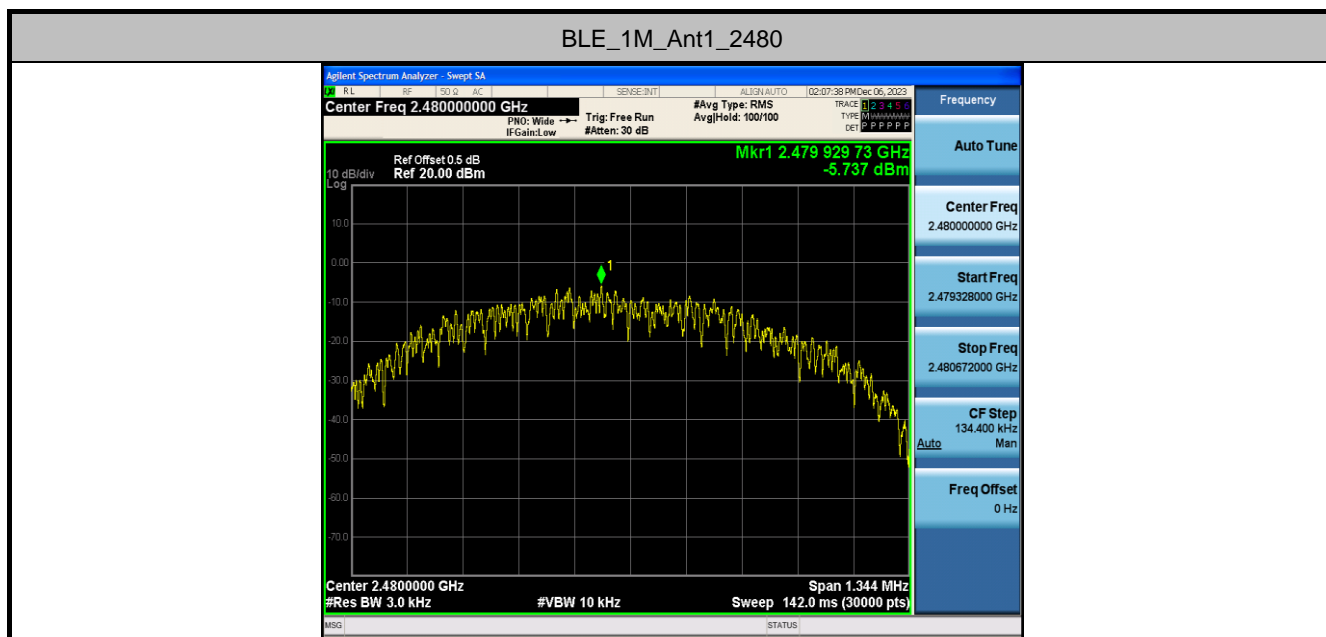 BLE_1M_Ant1_2480
Agilent Spectrum Analyzer - Swept SA
RL RF 50 Ω AC SENSE:INT ALIGN AUTO 02:07:38 PM Dec 06, 2023
Center Freq 2.480000000 GHz
PNO: Wide
IFGain:Low
Trig: Free Run
#Atten: 30 dB
#Avg Type: RMS
Avg|Hold: 100/100
TRACE 1 2 3 4 5 6
TYPE M
DET P P P P P P
Ref Offset 0.5 dB
10 dB/div Ref 20.00 dBm
Log
Mkr1 2.479 929 73 GHz
-5.737 dBm
10.0
0.00
-10.0
-20.0
-30.0
-40.0
-50.0
-60.0
-70.0
1
Center 2.4800000 GHz Span 1.344 MHz
#Res BW 3.0 kHz #VBW 10 kHz Sweep 142.0 ms (30000 pts)
MSG STATUS
Frequency
Auto Tune
Center Freq
2.480000000 GHz
Start Freq
2.479328000 GHz
Stop Freq
2.480672000 GHz
CF Step
134.400 kHz
Auto Man
Freq Offset
0 Hz